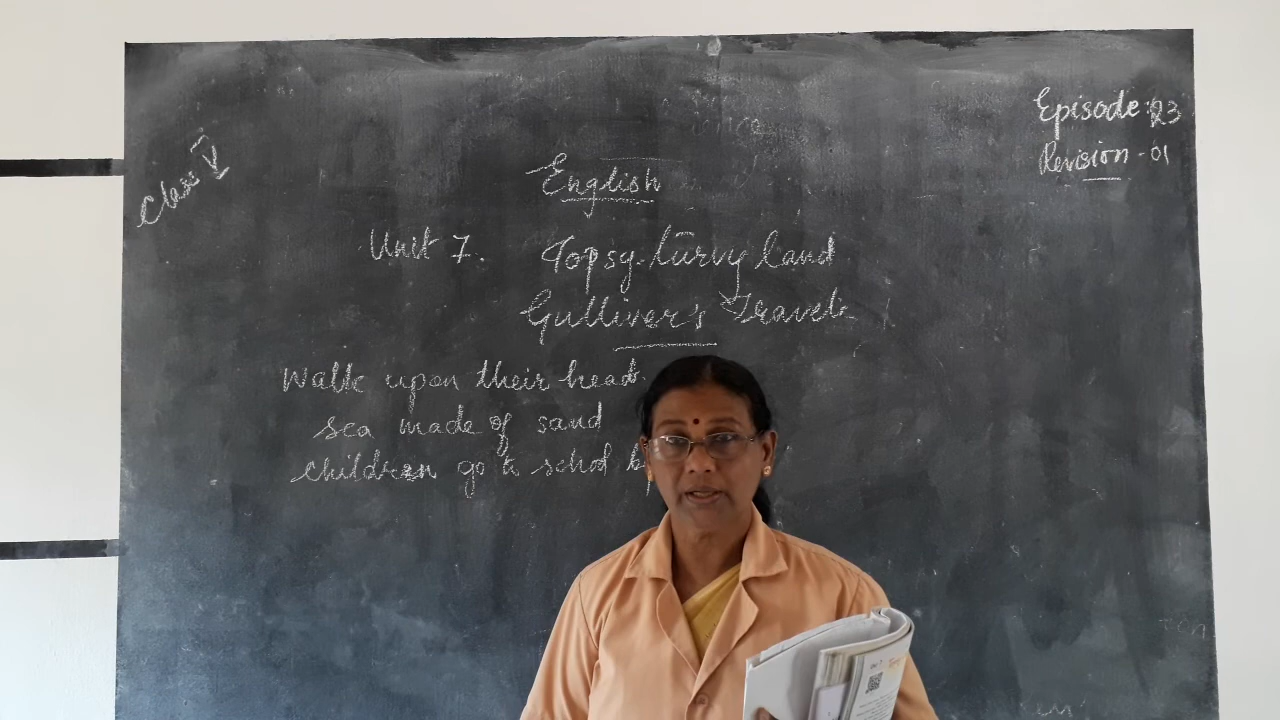 Episode: 23
Revision - 01
Class V
English
Unit 7. Topsy-turvy land
Gulliver's Travels
Walk upon their heads
sea made of sand
children go to schol